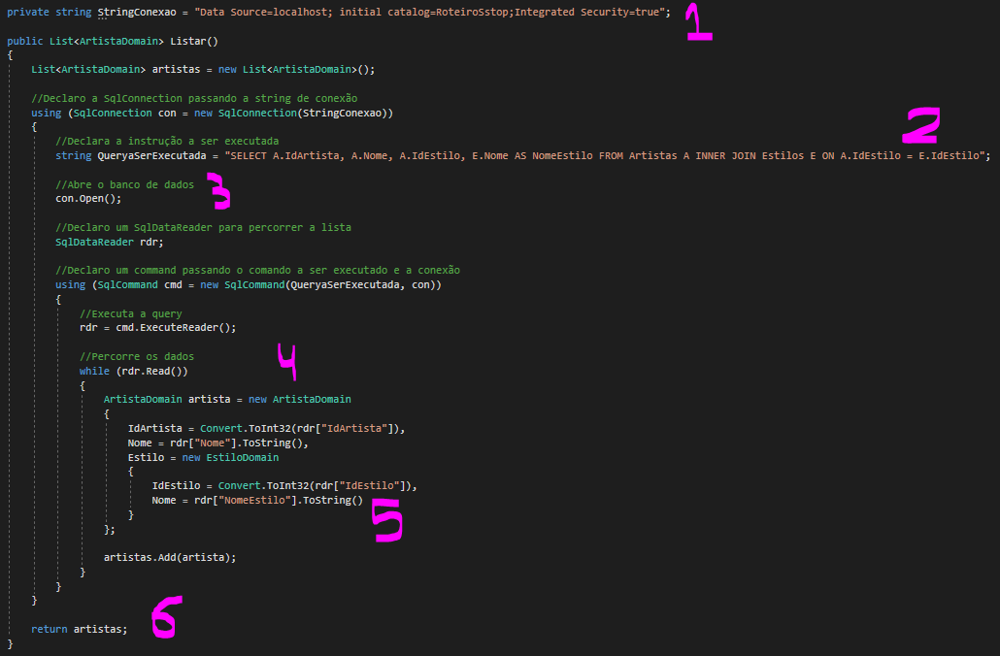 private string StringConexao = "Data Source=localhost; initial catalog=RoteiroSstop;Integrated Security=true"; 1
public List<ArtistaDomain> Listar()
{
List<ArtistaDomain> artistas = new List<ArtistaDomain>();
//Declaro a SqlConnection passando a string de conexão
using (SqlConnection con = new SqlConnection(StringConexao))
{
2
//Declara a instrução a ser executada
string QueryaSerExecutada = "SELECT A.IdArtista, A.Nome, A.IdEstilo, E.Nome AS NomeEstilo FROM Artistas A INNER JOIN Estilos E ON A.IdEstilo = E.IdEstilo";
//Abre o banco de dados 3
con.Open();
//Declaro um SqlDataReader para percorrer a lista
SqlDataReader rdr;
//Declaro um command passando o comando a ser executado e a conexão
using (SqlCommand cmd = new SqlCommand(QueryaSerExecutada, con))
{
//Executa a query
rdr = cmd.ExecuteReader();
//Percorre os dados 4
while (rdr.Read())
{
ArtistaDomain artista = new ArtistaDomain
{
IdArtista = Convert.ToInt32(rdr["IdArtista"]),
Nome = rdr["Nome"].ToString(),
Estilo = new EstiloDomain
{
IdEstilo = Convert.ToInt32(rdr["IdEstilo"]),
Nome = rdr["NomeEstilo"].ToString()
} 5
};
artistas.Add(artista);
}
}
}
return artistas; 6
}